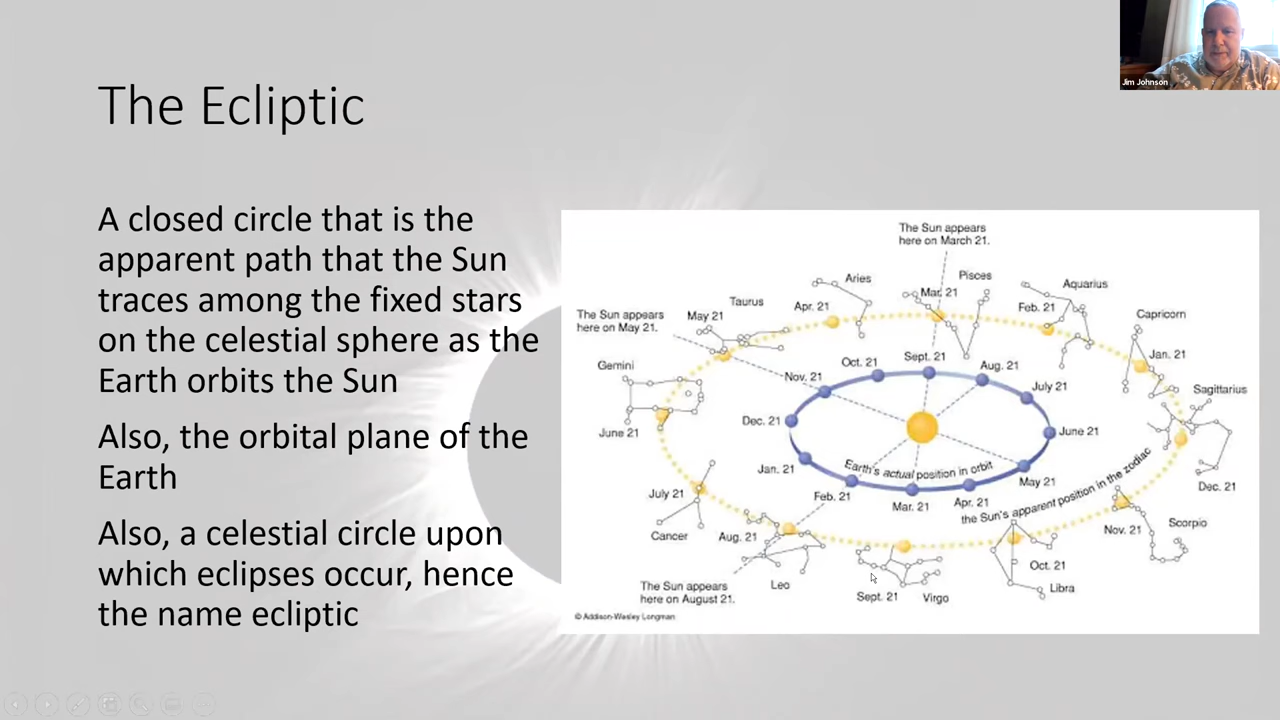 Jim Johnson
The Ecliptic
A closed circle that is the
apparent path that the Sun
traces among the fixed stars
on the celestial sphere as the
Earth orbits the Sun
Also, the orbital plane of the
Earth
Also, a celestial circle upon
which eclipses occur, hence
the name ecliptic
The Sun appears
here on March 21.
Aries
Pisces
Aquarius
Taurus
Apr. 21
Mar. 21
Feb. 21
Capricorn
The Sun appears
here on May 21.
May 21
Jan. 21
Gemini
Oct. 21
Sept. 21
Aug. 21
Nov. 21
July 21
Sagittarius
June 21
Dec. 21
June 21
Earth's actual position in orbit
Jan. 21
Feb. 21
Mar. 21
Apr. 21
May 21
the Sun's apparent position in the zodiac
Dec. 21
July 21
Cancer
Aug. 21
Nov. 21
Scorpio
Oct. 21
Leo
Libra
The Sun appears
here on August 21.
Sept. 21
Virgo
© Addison-Wesley Longman